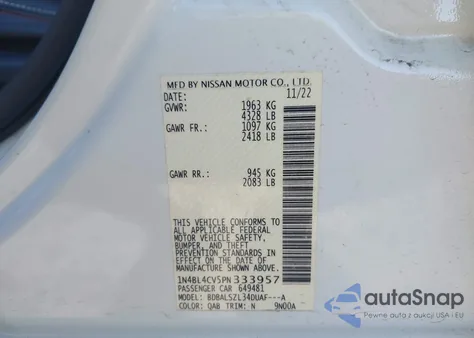 MFD BY NISSAN MOTOR CO., LTD.
DATE: 11/22
GVWR: 1963 KG
4328 LB
GAWR FR.: 1097 KG
2418 LB
GAWR RR.: 945 KG
2083 LB
THIS VEHICLE CONFORMS TO
ALL APPLICABLE FEDERAL
MOTOR VEHICLE SAFETY,
BUMPER, AND THEFT
PREVENTION STANDARDS IN
EFFECT ON THE DATE OF
MANUFACTURE SHOWN ABOVE.
1N4BL4CV5PN333957
PASSENGER CAR 649481
MODEL: BDBALSZL34DUAF---A
COLOR: QAB TRIM: N 9N00A
autaSnap
Pewne auta z USA i EU